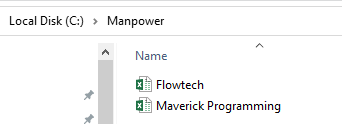 Local Disk (C:) > Manpower
Name
Flowtech
Maverick Programming